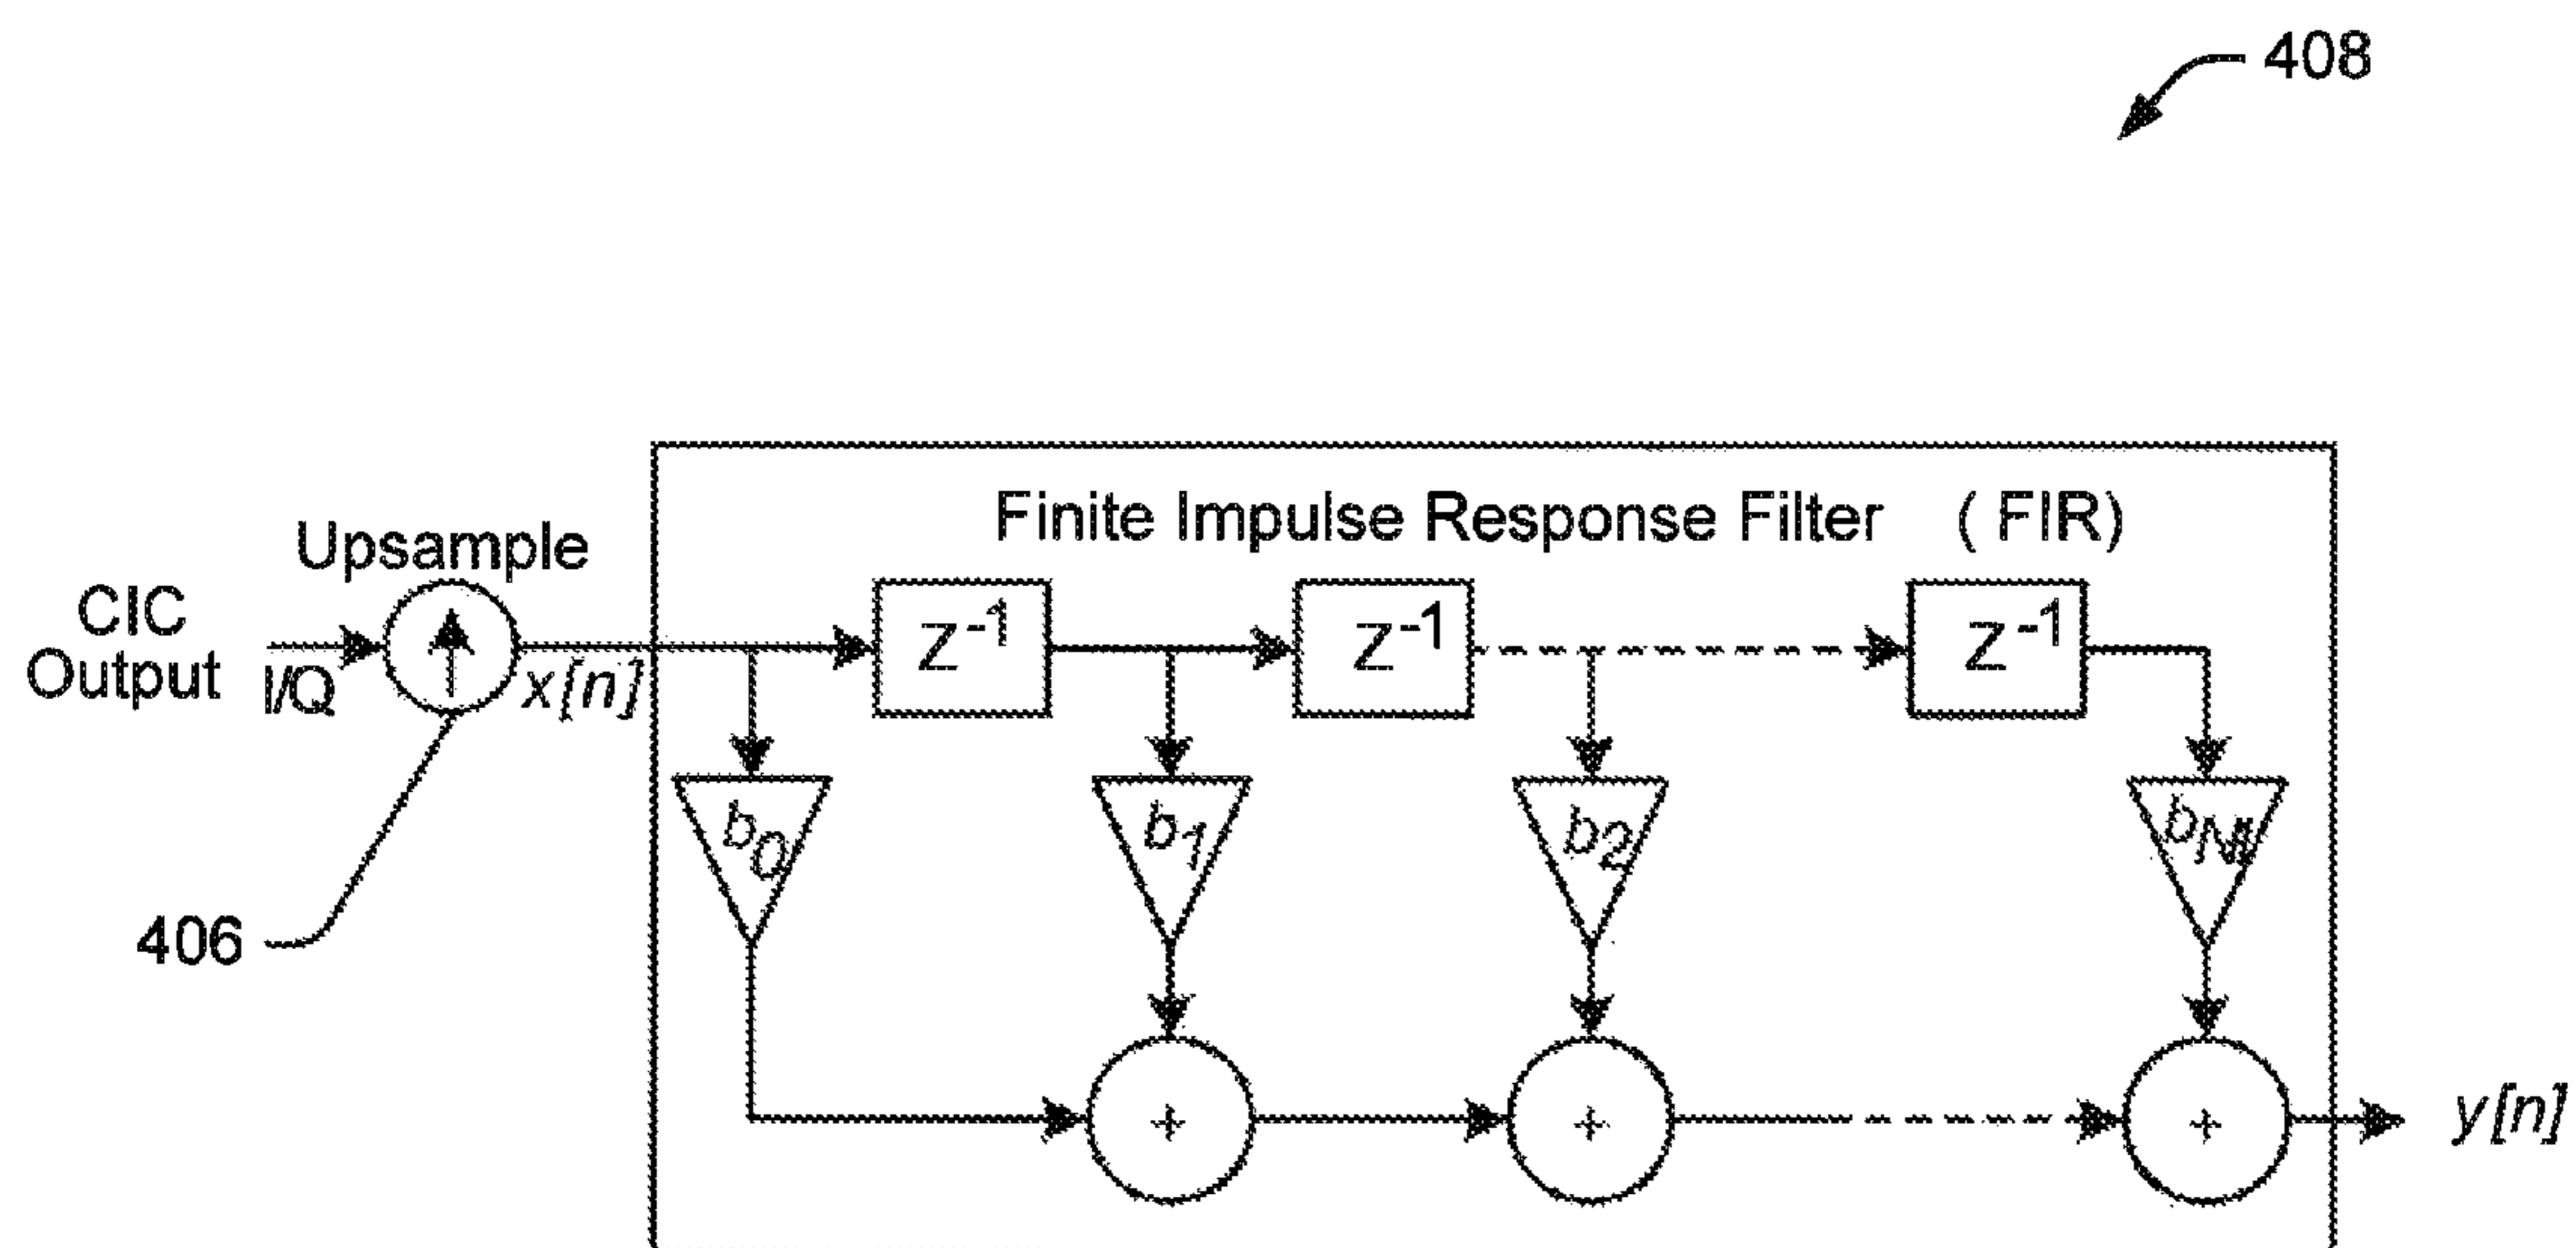 408
Finite Impulse Response Filter ( FIR)
Upsample
CIC
Output
I/Q
x[n]
z-1
z-1
z-1
b0
b1
b2
bN
406
+
+
+
y[n]